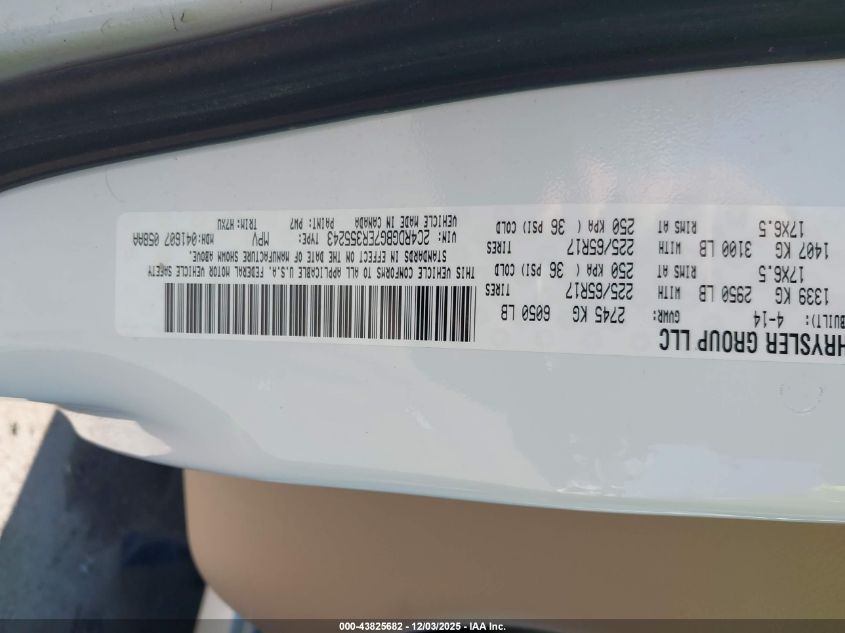 HRYSLER GROUP LLC
BUILT): 4-14 GVWR: 2745 KG 6050 LB
1339 KG 2950 LB WITH TIRES 225/65R17
17X6.5 RIMS AT 250 KPA ( 36 PSI) COLD
1407 KG 3100 LB WITH TIRES 225/65R17
17X6.5 RIMS AT 250 KPA ( 36 PSI) COLD
THIS VEHICLE CONFORMS TO ALL APPLICABLE U.S.A. FEDERAL MOTOR VEHICLE SAFETY
STANDARDS IN EFFECT ON THE DATE OF MANUFACTURE SHOWN ABOVE.
VIN: 2C4RDGBG7ER355243 TYPE: MPV MDH: 041607 058AA
VEHICLE MADE IN CANADA PAINT: PW7 TRIM: H7XU
000-43825682 - 12/03/2025 - IAA Inc.